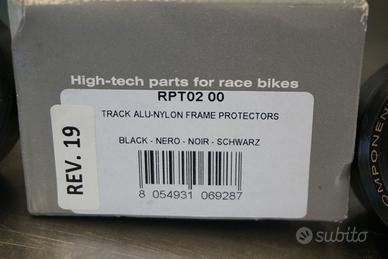 High-tech parts for race bikes
RPT02 00
TRACK ALU-NYLON FRAME PROTECTORS
BLACK - NERO - NOIR - SCHWARZ
8 054931 069287
REV. 19
OMPONEN
subito